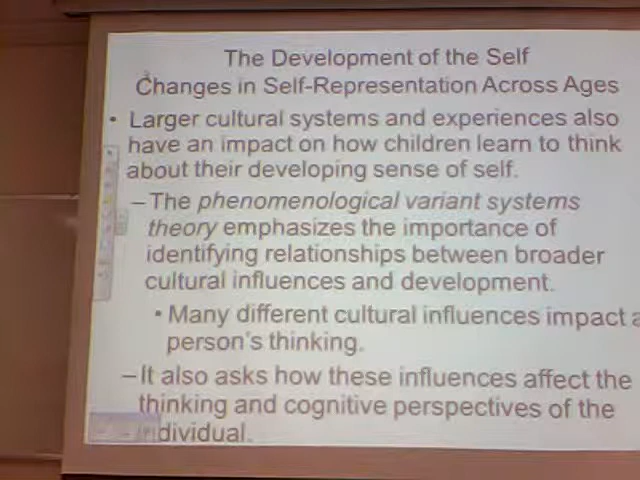 The Development of the Self
Changes in Self-Representation Across Ages
• Larger cultural systems and experiences also
have an impact on how children learn to think
about their developing sense of self.
– The phenomenological variant systems
theory emphasizes the importance of
identifying relationships between broader
cultural influences and development.
• Many different cultural influences impact a
person's thinking.
– It also asks how these influences affect the
thinking and cognitive perspectives of the
individual.